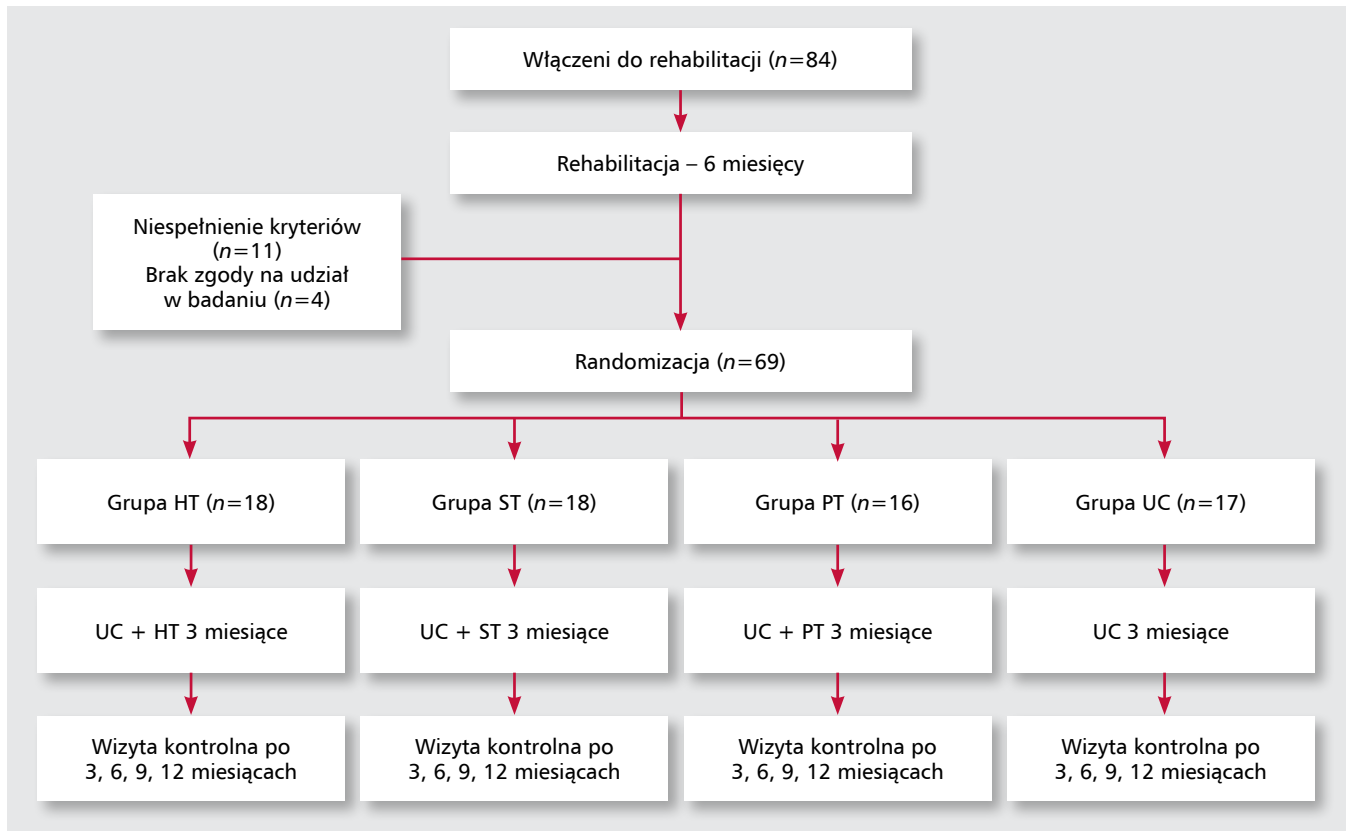 Włączeni do rehabilitacji (n=84)
Rehabilitacja – 6 miesięcy
Niespełnienie kryteriów
(n=11)
Brak zgody na udział
w badaniu (n=4)
Randomizacja (n=69)
Grupa HT (n=18)
Grupa ST (n=18)
Grupa PT (n=16)
Grupa UC (n=17)
UC + HT 3 miesiące
UC + ST 3 miesiące
UC + PT 3 miesiące
UC 3 miesiące
Wizyta kontrolna po
3, 6, 9, 12 miesiącach
Wizyta kontrolna po
3, 6, 9, 12 miesiącach
Wizyta kontrolna po
3, 6, 9, 12 miesiącach
Wizyta kontrolna po
3, 6, 9, 12 miesiącach